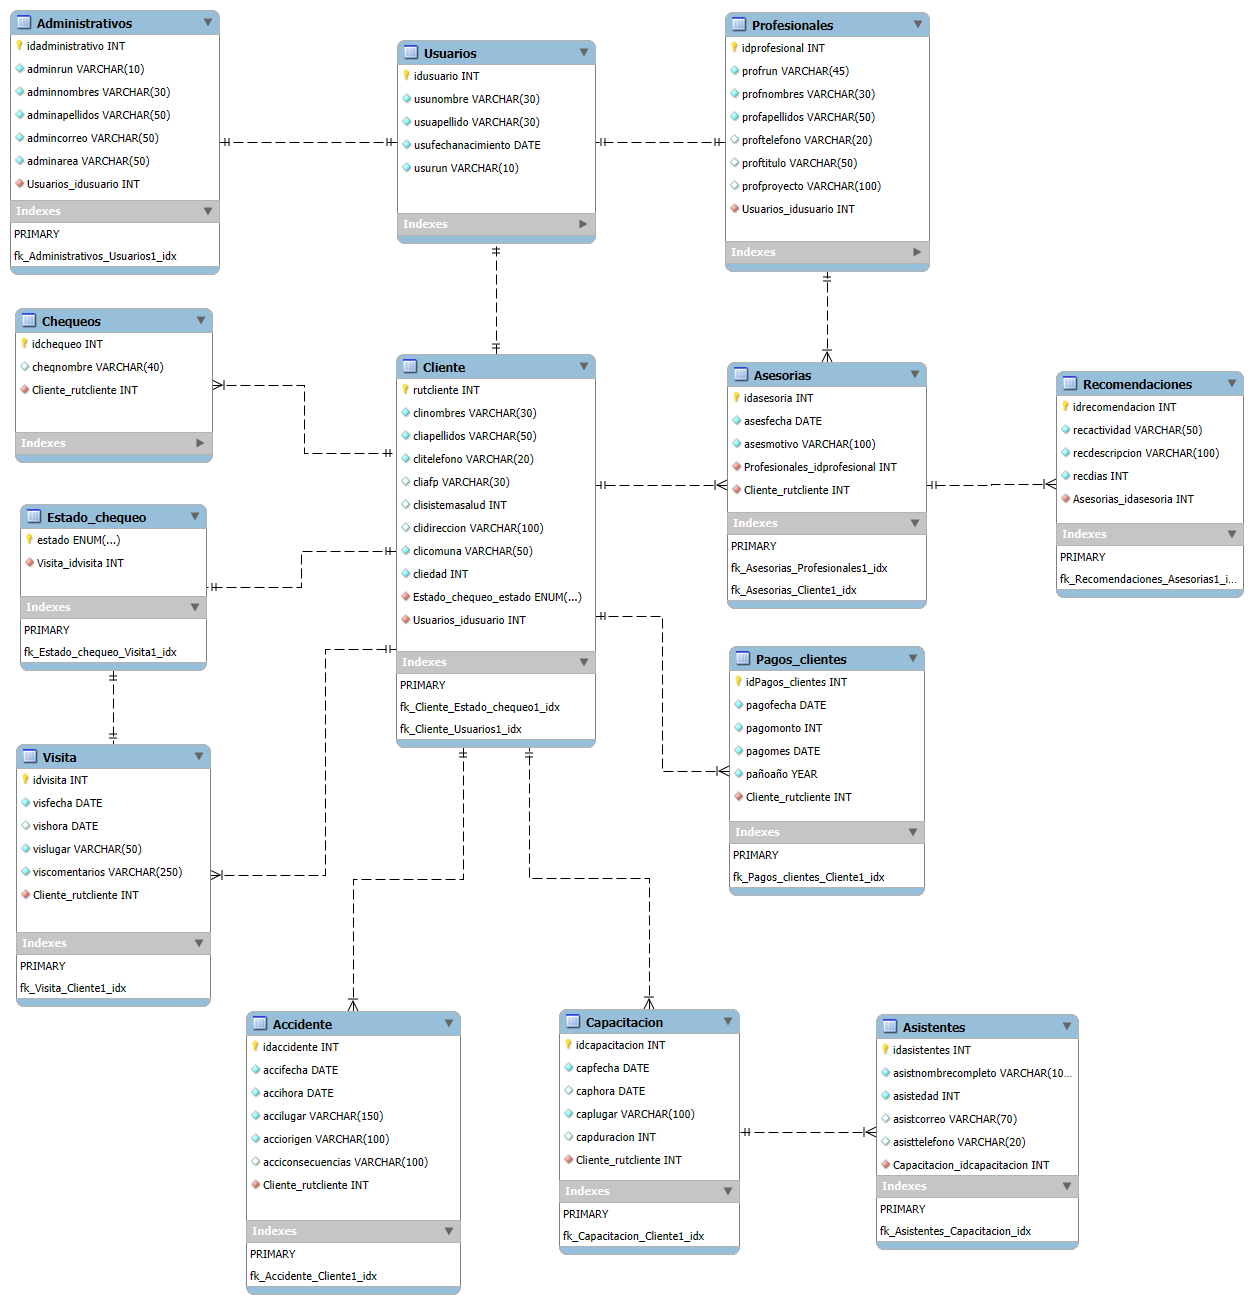 Administrativos
idadministrativo INT
adminrun VARCHAR(10)
adminnombres VARCHAR(30)
adminapellidos VARCHAR(50)
admincorreo VARCHAR(50)
adminarea VARCHAR(50)
Usuarios_idusuario INT
Indexes
PRIMARY
fk_Administrativos_Usuarios1_idx
Usuarios
idusuario INT
usunombre VARCHAR(30)
usuapellido VARCHAR(30)
usufechanacimiento DATE
usurun VARCHAR(10)
Indexes
Profesionales
idprofesional INT
profrun VARCHAR(45)
profnombres VARCHAR(30)
profapellidos VARCHAR(50)
proftelefono VARCHAR(20)
proftitulo VARCHAR(50)
profproyecto VARCHAR(100)
Usuarios_idusuario INT
Indexes
Chequeos
idchequeo INT
cheqnombre VARCHAR(40)
Cliente_rutcliente INT
Indexes
Cliente
rutcliente INT
clinombres VARCHAR(30)
cliapellidos VARCHAR(50)
clitelefono VARCHAR(20)
cliafp VARCHAR(30)
clisistemasalud INT
clidireccion VARCHAR(100)
clicomuna VARCHAR(50)
cliedad INT
Estado_chequeo_estado ENUM(...)
Usuarios_idusuario INT
Indexes
PRIMARY
fk_Cliente_Estado_chequeo1_idx
fk_Cliente_Usuarios1_idx
Asesorias
idasesoria INT
asesfecha DATE
asesmotivo VARCHAR(100)
Profesionales_idprofesional INT
Cliente_rutcliente INT
Indexes
PRIMARY
fk_Asesorias_Profesionales1_idx
fk_Asesorias_Cliente1_idx
Recomendaciones
idrecomendacion INT
recactividad VARCHAR(50)
recdescripcion VARCHAR(100)
recdias INT
Asesorias_idasesoria INT
Indexes
PRIMARY
fk_Recomendaciones_Asesorias1_i...
Estado_chequeo
estado ENUM(...)
Visita_idvisita INT
Indexes
PRIMARY
fk_Estado_chequeo_Visita1_idx
Pagos_clientes
idPagos_clientes INT
pagofecha DATE
pagomonto INT
pagomes DATE
pañoaño YEAR
Cliente_rutcliente INT
Indexes
PRIMARY
fk_Pagos_clientes_Cliente1_idx
Visita
idvisita INT
visfecha DATE
vishora DATE
vislugar VARCHAR(50)
viscomentarios VARCHAR(250)
Cliente_rutcliente INT
Indexes
PRIMARY
fk_Visita_Cliente1_idx
Accidente
idaccidente INT
accifecha DATE
accihora DATE
accilugar VARCHAR(150)
acciorigen VARCHAR(100)
acciconsecuencias VARCHAR(100)
Cliente_rutcliente INT
Indexes
PRIMARY
fk_Accidente_Cliente1_idx
Capacitacion
idcapacitacion INT
capfecha DATE
caphora DATE
caplugar VARCHAR(100)
capduracion INT
Cliente_rutcliente INT
Indexes
PRIMARY
fk_Capacitacion_Cliente1_idx
Asistentes
idasistentes INT
asistnombrecompleto VARCHAR(10...
asistedad INT
asistcorreo VARCHAR(70)
asisttelefono VARCHAR(20)
Capacitacion_idcapacitacion INT
Indexes
PRIMARY
fk_Asistentes_Capacitacion_idx